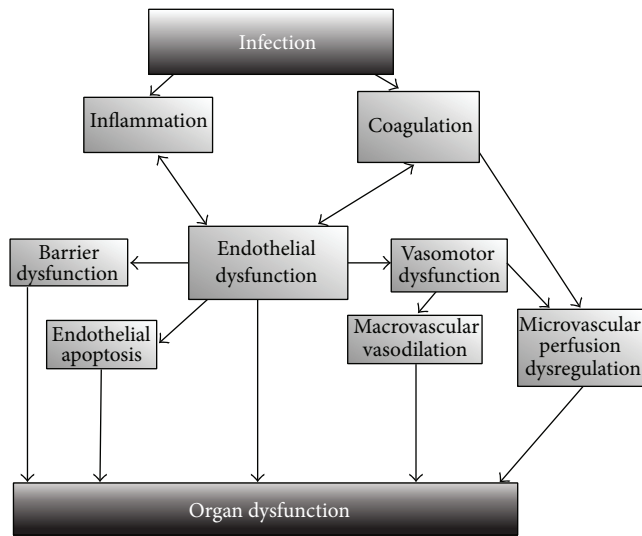 Infection
Inflammation
Coagulation
Barrier
dysfunction
Endothelial
dysfunction
Vasomotor
dysfunction
Endothelial
apoptosis
Macrovascular
vasodilation
Microvascular
perfusion
dysregulation
Organ dysfunction